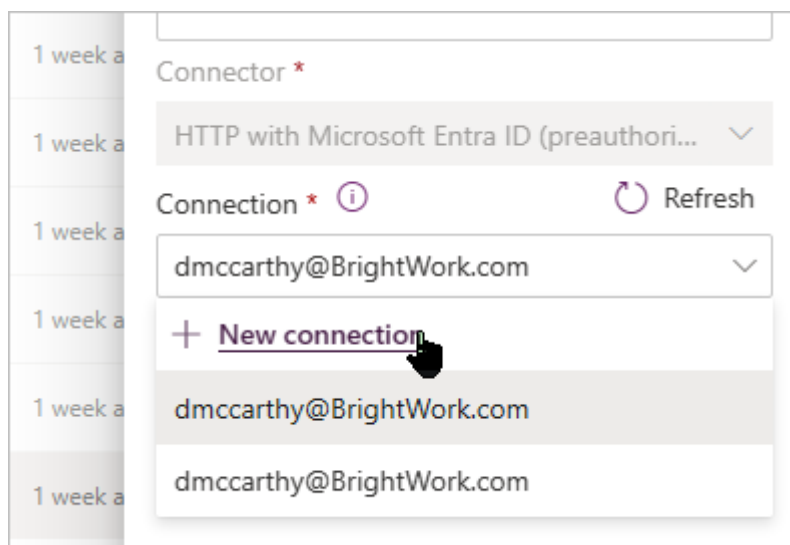 1 week a
Connector *
1 week a
HTTP with Microsoft Entra ID (preauthori...
Connection *
Refresh
1 week a
dmccarthy@BrightWork.com
1 week a
New connection
1 week a
dmccarthy@BrightWork.com
1 week a
dmccarthy@BrightWork.com